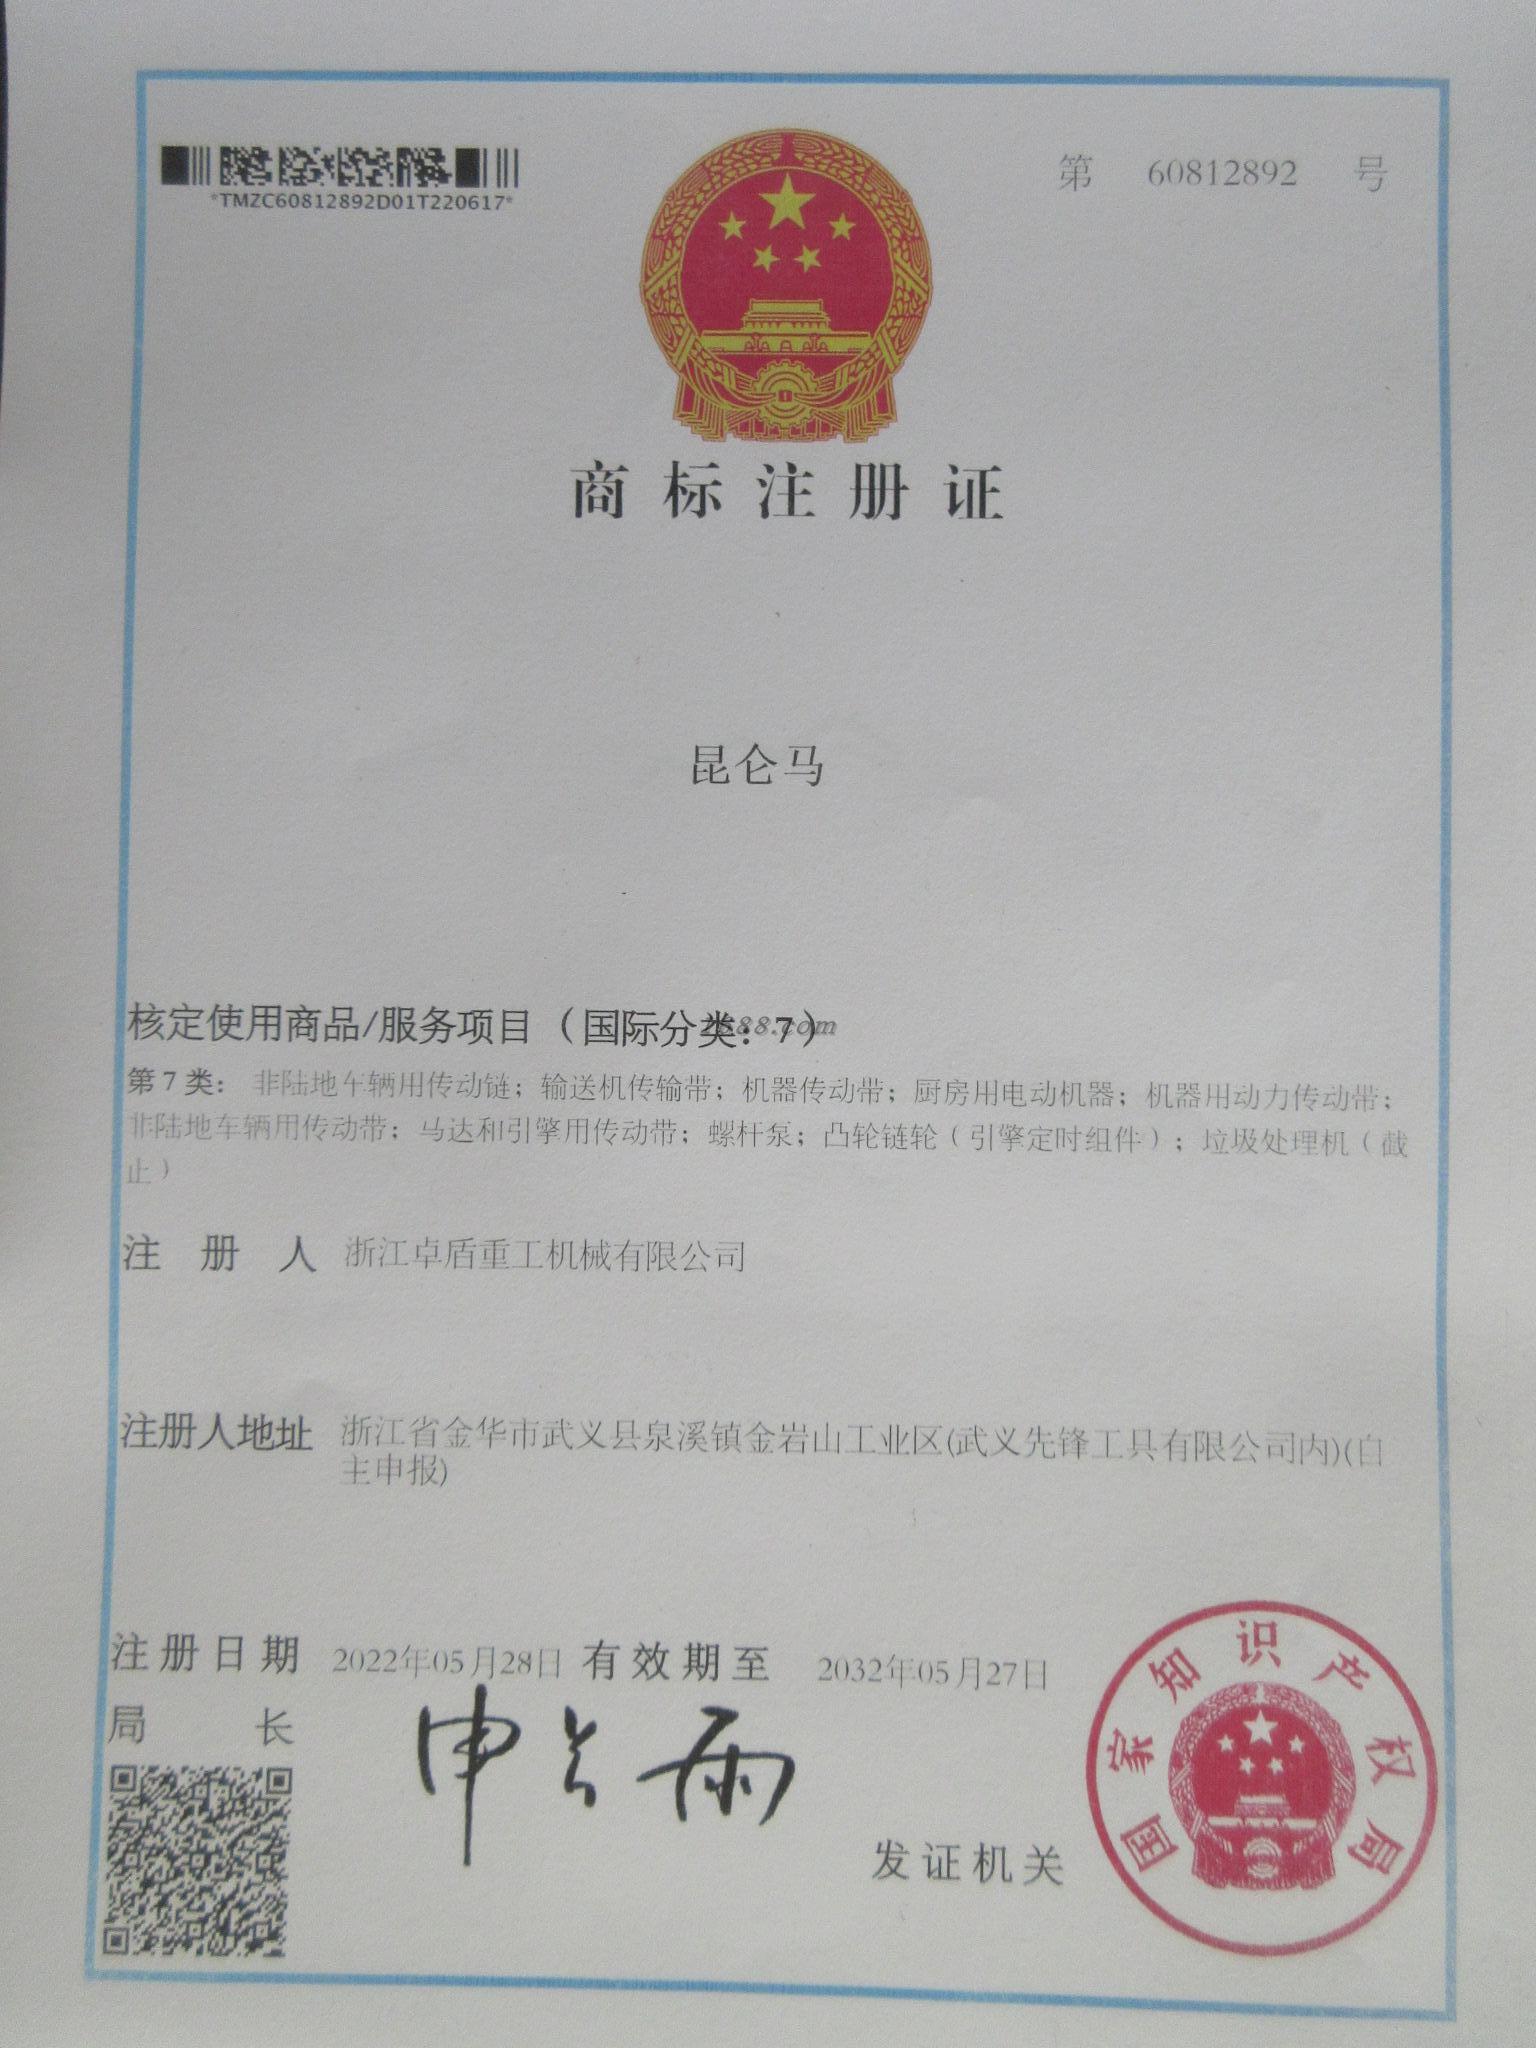 *TMZC60812892D01T220617*
第 60812892 号
商标注册证
昆仑马
核定使用商品/服务项目（国际分类：7）
888.com
第7类：非陆地车辆用传动链；输送机传输带；机器传动带；厨房用电动机器；机器用动力传动带；
非陆地车辆用传动带；马达和引擎用传动带；螺杆泵；凸轮链轮（引擎定时组件）；垃圾处理机（截
止）
注册人 浙江卓盾重工机械有限公司
注册人地址 浙江省金华市武义县泉溪镇金岩山工业区(武义先锋工具有限公司内)(自
主申报)
注册日期 2022年05月28日 有效期至 2032年05月27日
局长 申长雨
发证机关
国家知识产权局